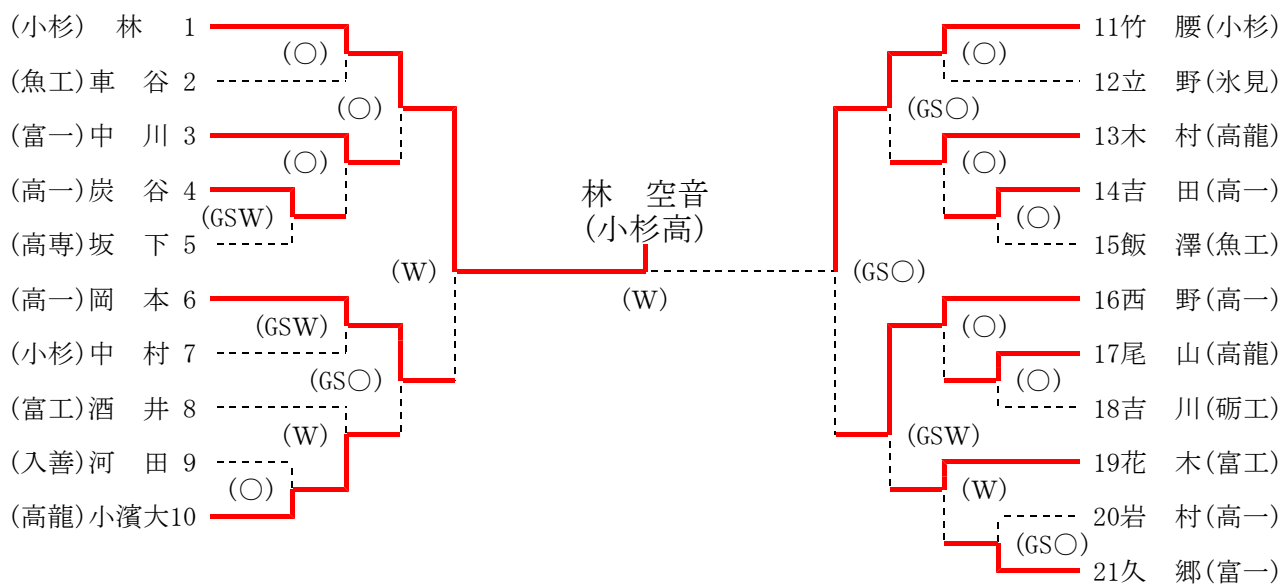 (小杉) 林 1
(〇)
(魚工)車 谷 2
(〇)
(富一)中 川 3
(〇)
(高一)炭 谷 4
(GSW)
(高専)坂 下 5
(W)
(高一)岡 本 6
(GSW)
(小杉)中 村 7
(GS〇)
(富工)酒 井 8
(W)
(入善)河 田 9
(〇)
(高龍)小濱大10
林 空音
(小杉高)
(W)
11竹 腰(小杉)
(〇)
12立 野(氷見)
(GS〇)
13木 村(高龍)
(〇)
14吉 田(高一)
(〇)
15飯 澤(魚工)
(GS〇)
16西 野(高一)
(〇)
17尾 山(高龍)
(〇)
18吉 川(砺工)
(GSW)
19花 木(富工)
(W)
20岩 村(高一)
(GS〇)
21久 郷(富一)